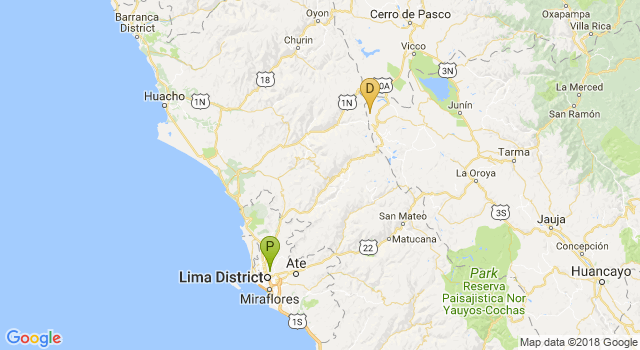 Barranca
District
Oyon
Cerro de Pasco
Oxapampa
Villa Rica
Churin
Vicco
18
3N
0A
La Merced
Huacho
1N
1N
D
Junín
San Ramón
Tarma
La Oroya
3S
San Mateo
Jauja
P
22
Matucana
Concepción
Lima District
Ate
Park
Reserva
Paisajistica Nor
Yauyos-Cochas
Huancayo
Miraflores
1S
Google
Map data ©2018 Google